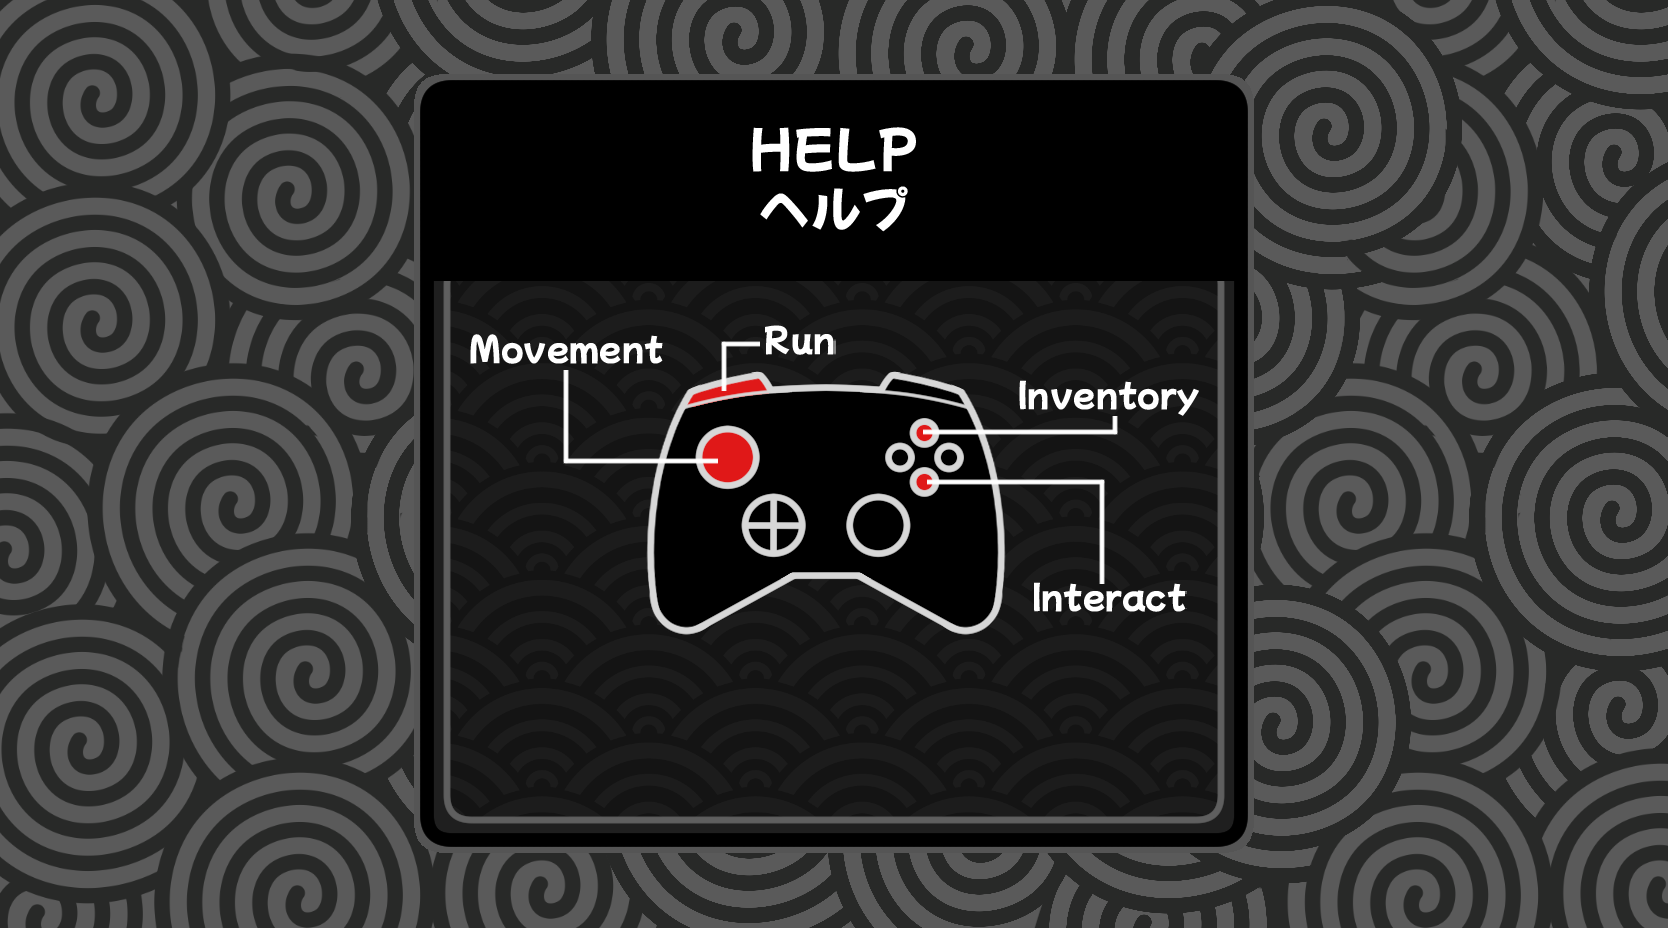 HELP
ヘルプ
Movement
Run
Inventory
Interact